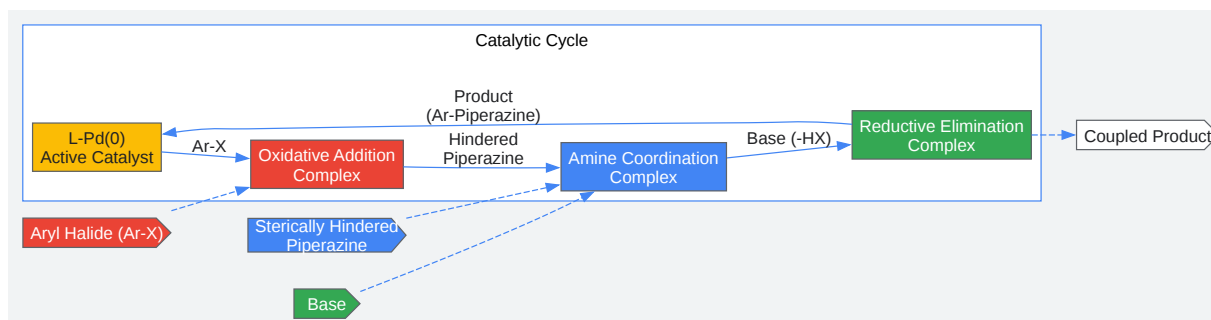 Catalytic Cycle
Product
(Ar-Piperazine)
L-Pd(0)
Active Catalyst
Ar-X
Oxidative Addition
Complex
Hindered
Piperazine
Amine Coordination
Complex
Base (-HX)
Reductive Elimination
Complex
Coupled Product
Aryl Halide (Ar-X)
Sterically Hindered
Piperazine
Base